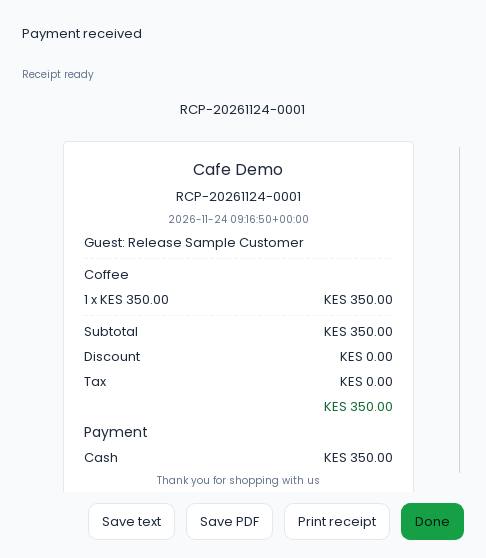 Payment received
Receipt ready
RCP-20261124-0001
Cafe Demo
RCP-20261124-0001
2026-11-24 09:16:50+00:00
Guest: Release Sample Customer
Coffee
1 x KES 350.00 KES 350.00
Subtotal KES 350.00
Discount KES 0.00
Tax KES 0.00
KES 350.00
Payment
Cash KES 350.00
Thank you for shopping with us
Save text Save PDF Print receipt Done